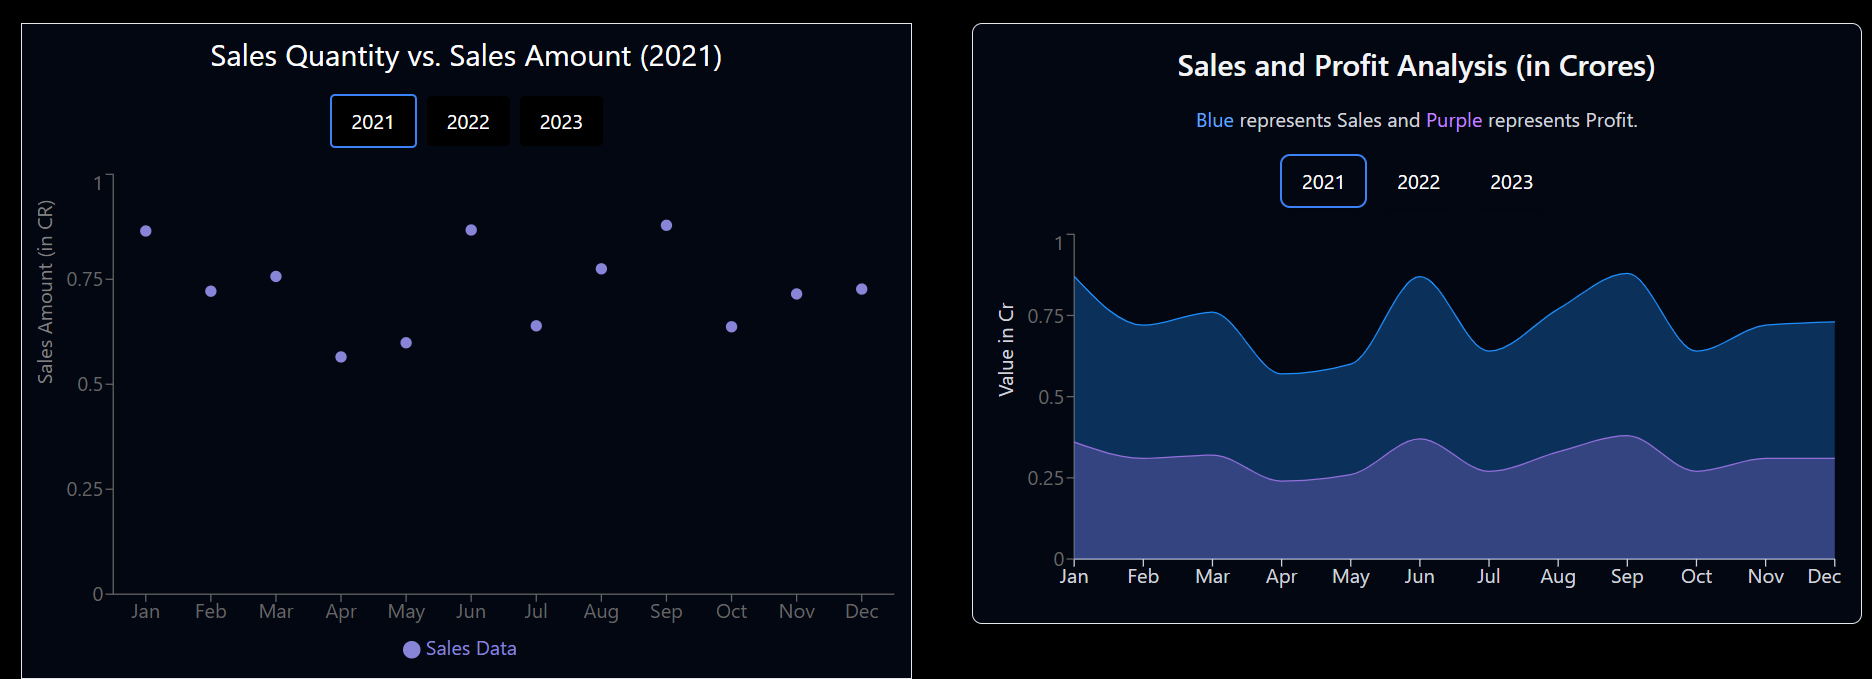 Sales Quantity vs. Sales Amount (2021)
2021 2022 2023
Sales Amount (in CR)
1
0.75
0.5
0.25
0
Jan Feb Mar Apr May Jun Jul Aug Sep Oct Nov Dec
Sales Data
Sales and Profit Analysis (in Crores)
Blue represents Sales and Purple represents Profit.
2021 2022 2023
Value in Cr
1
0.75
0.5
0.25
0
Jan Feb Mar Apr May Jun Jul Aug Sep Oct Nov Dec